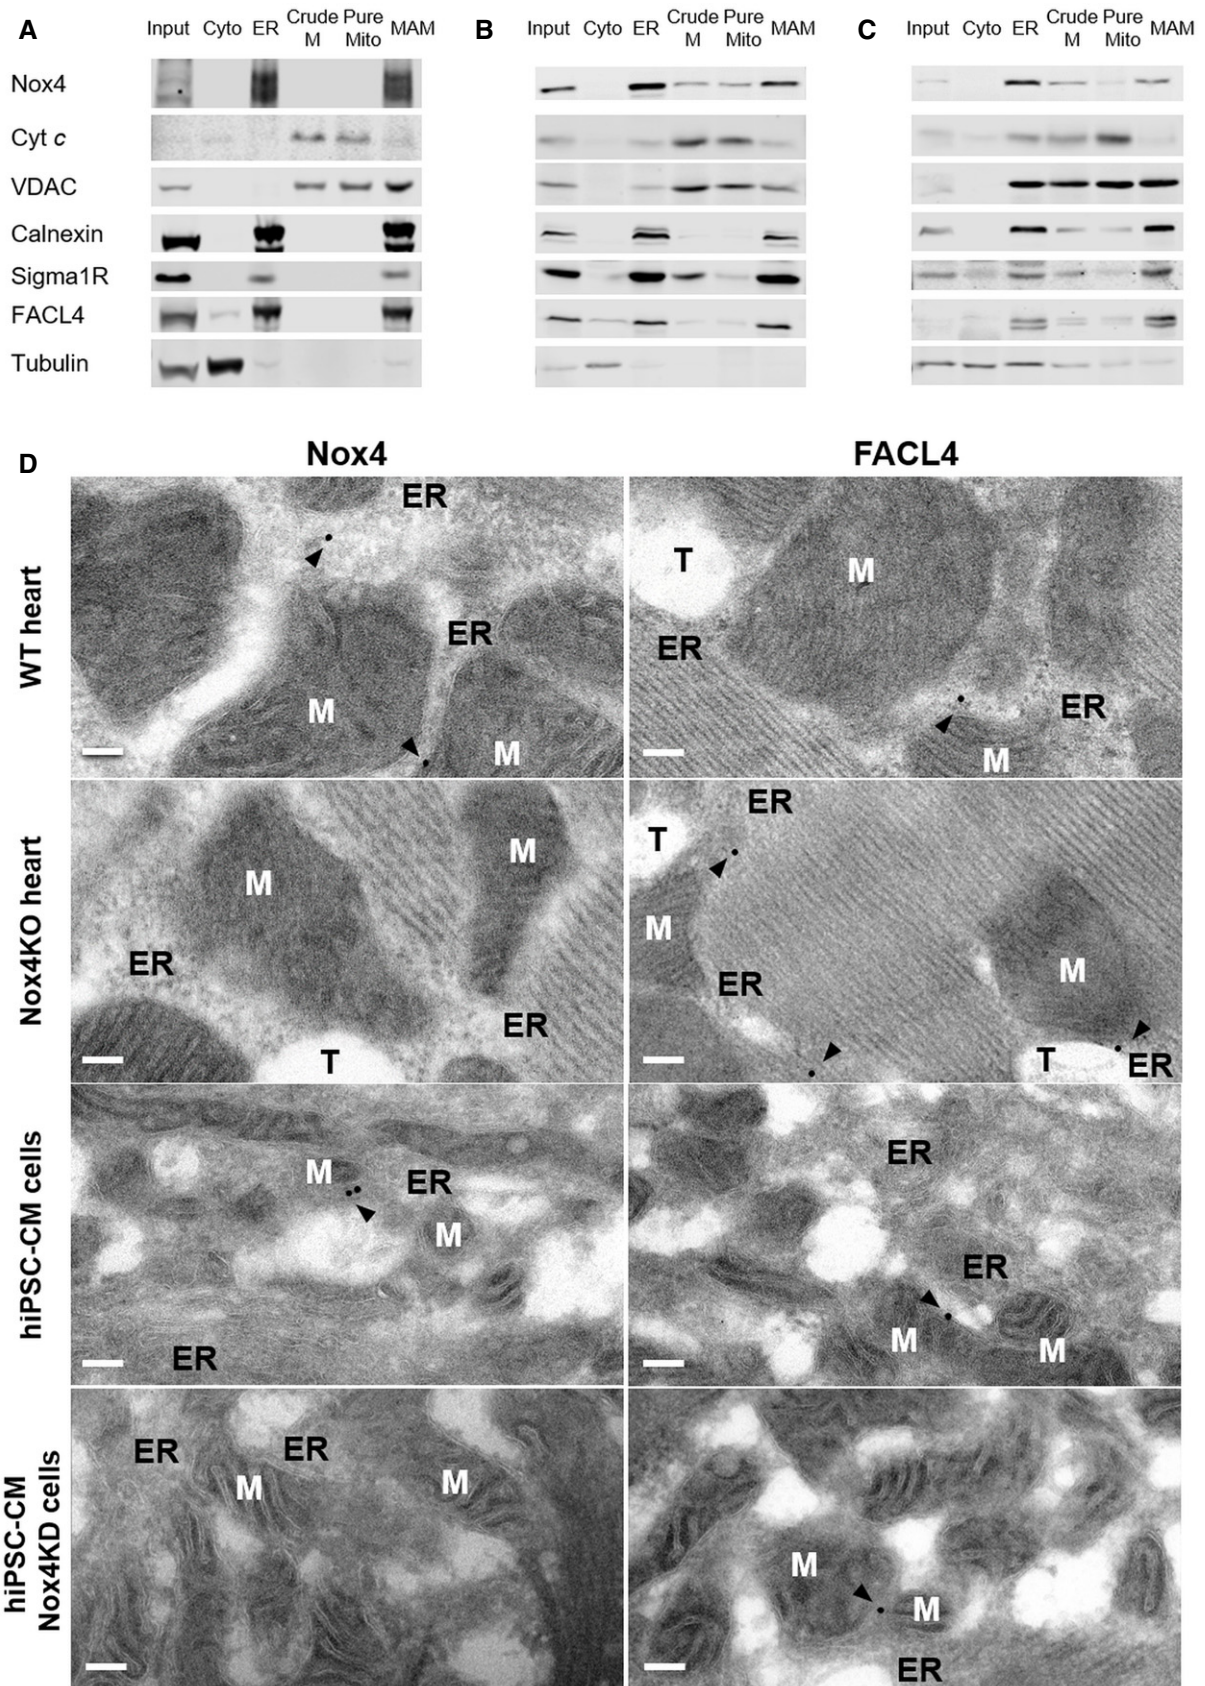 A
Input Cyto ER Crude M Pure Mito MAM
B
Input Cyto ER Crude M Pure Mito MAM
C
Input Cyto ER Crude M Pure Mito MAM
Nox4
Cyt c
VDAC
Calnexin
Sigma1R
FACL4
Tubulin
D
Nox4
FACL4
WT heart
ER
ER
M
M
T
M
ER
ER
M
Nox4KO heart
M
M
ER
ER
T
ER
T
M
ER
M
T
ER
hiPSC-CM cells
M
ER
M
ER
ER
ER
M
M
hiPSC-CM
Nox4KD cells
ER
ER
M
M
M
M
ER